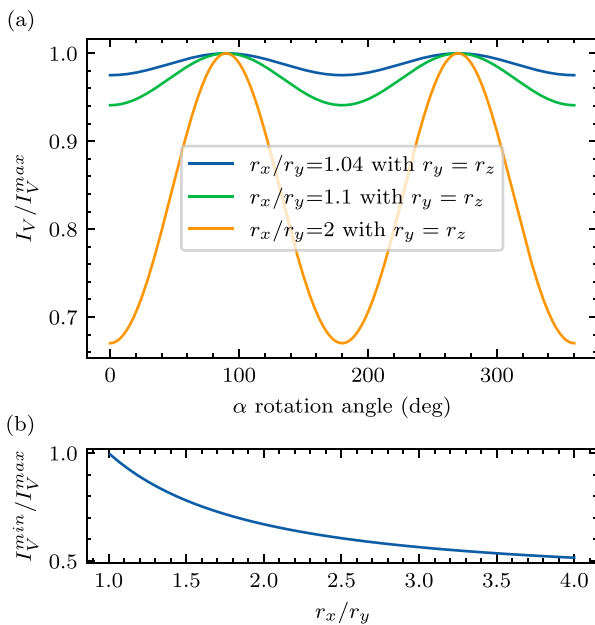 (a)
1.0
0.9
0.8
0.7
I_V/I_V^{max}
r_x/r_y=1.04 with r_y = r_z
r_x/r_y=1.1 with r_y = r_z
r_x/r_y=2 with r_y = r_z
0 100 200 300
α rotation angle (deg)
(b)
1.0
0.5
I_V^{min}/I_V^{max}
1.0 1.5 2.0 2.5 3.0 3.5 4.0
r_x/r_y